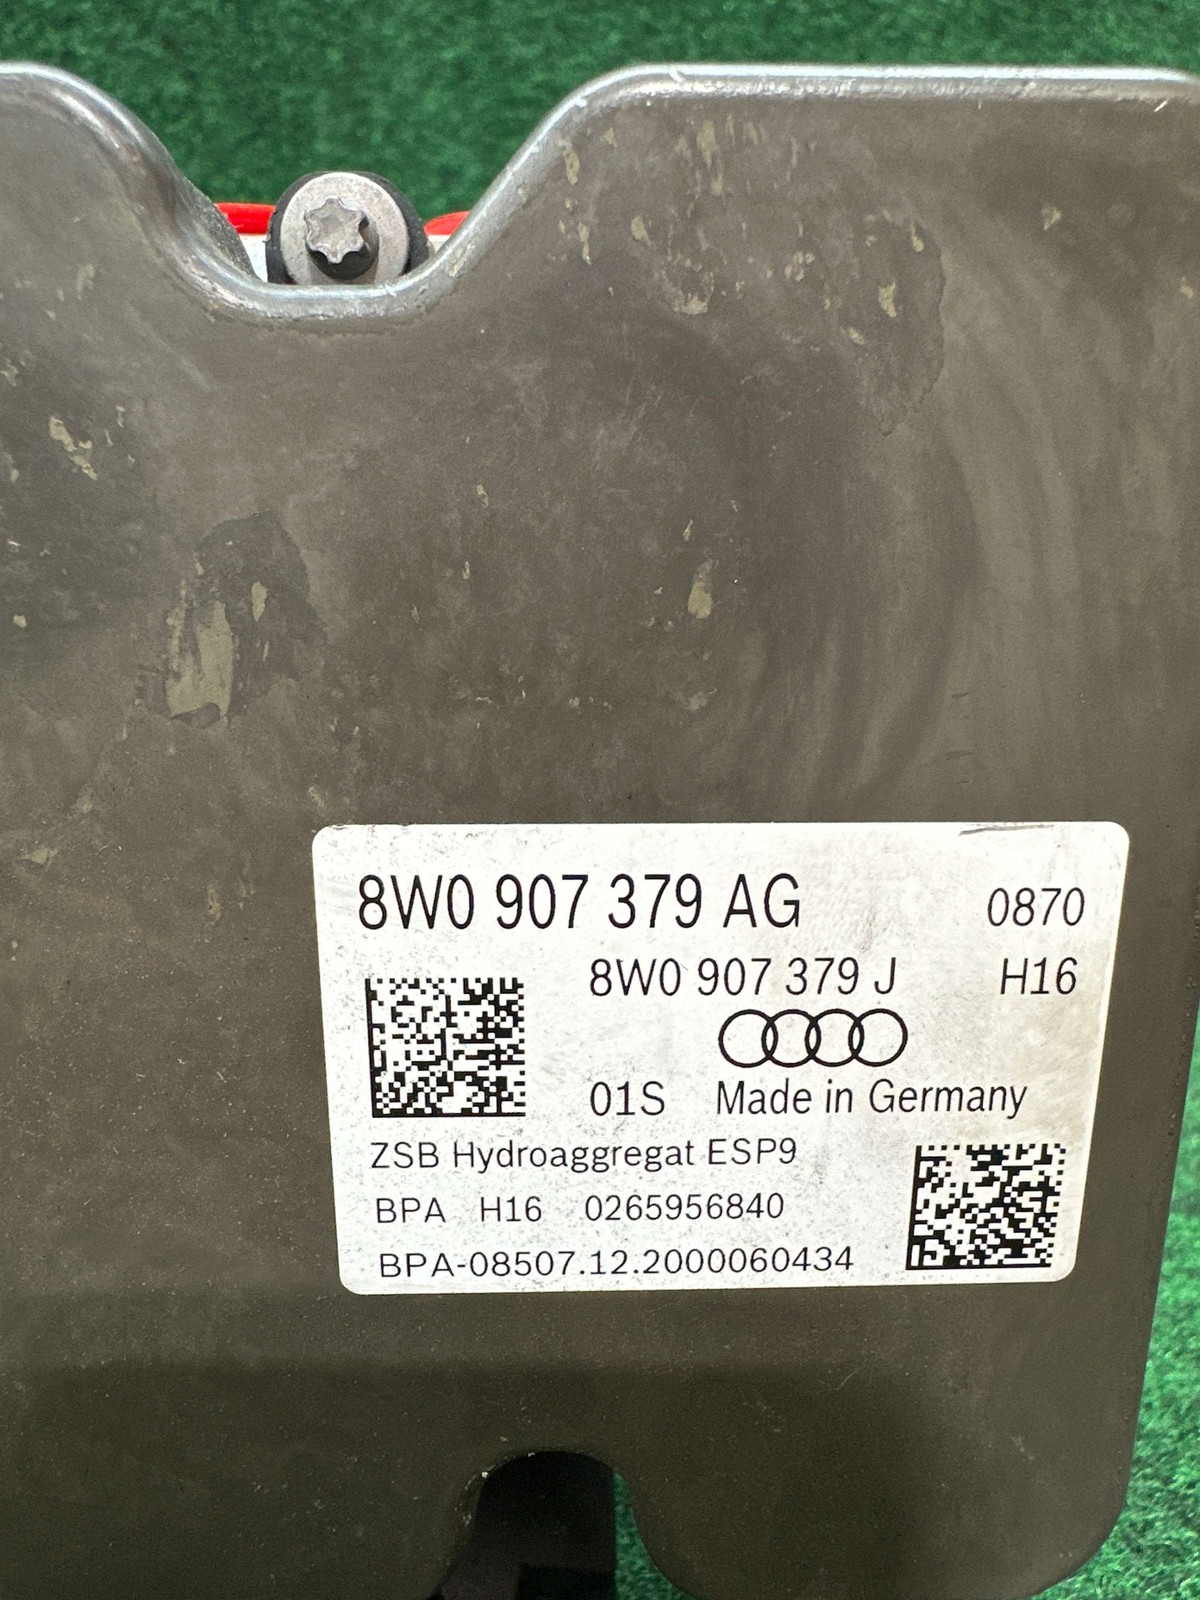 8W0 907 379 AG 0870
8W0 907 379 J H16
01S Made in Germany
ZSB Hydroaggregat ESP9
BPA H16 0265956840
BPA-08507.12.2000060434